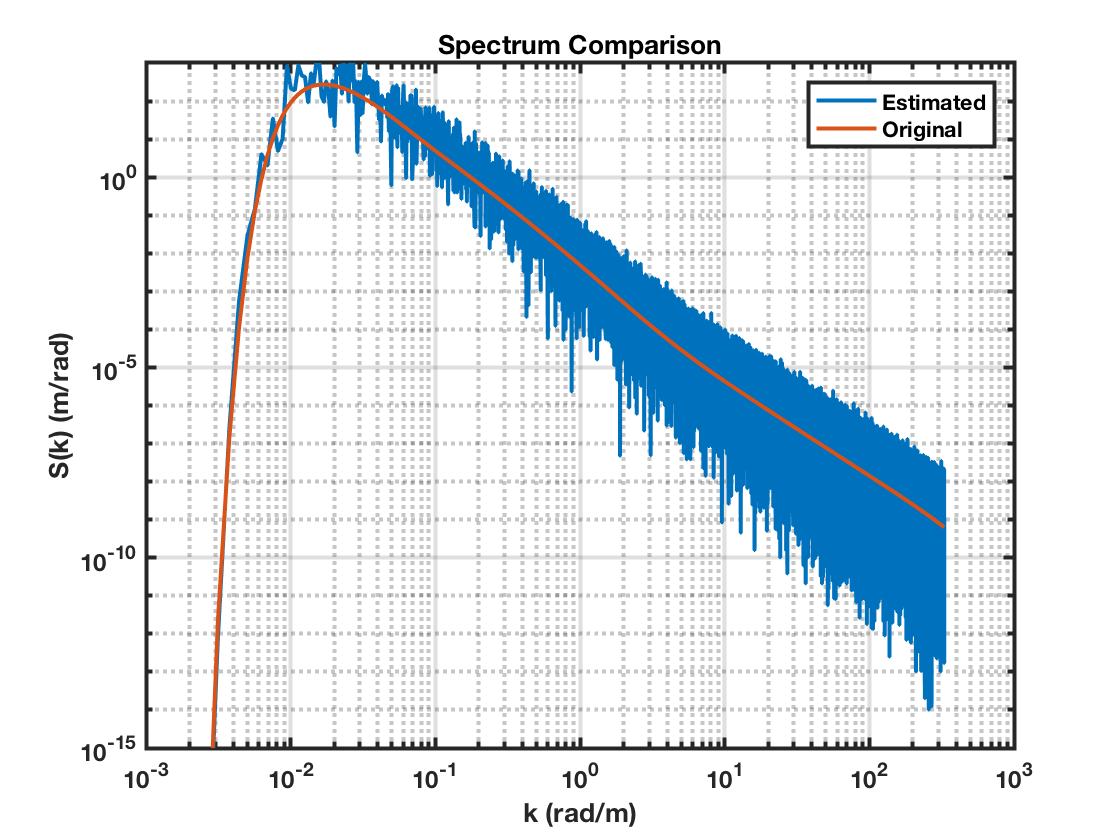 Spectrum Comparison
Estimated
Original
S(k) (m/rad)
10^0
10^-5
10^-10
10^-15
10^-3 10^-2 10^-1 10^0 10^1 10^2 10^3
k (rad/m)